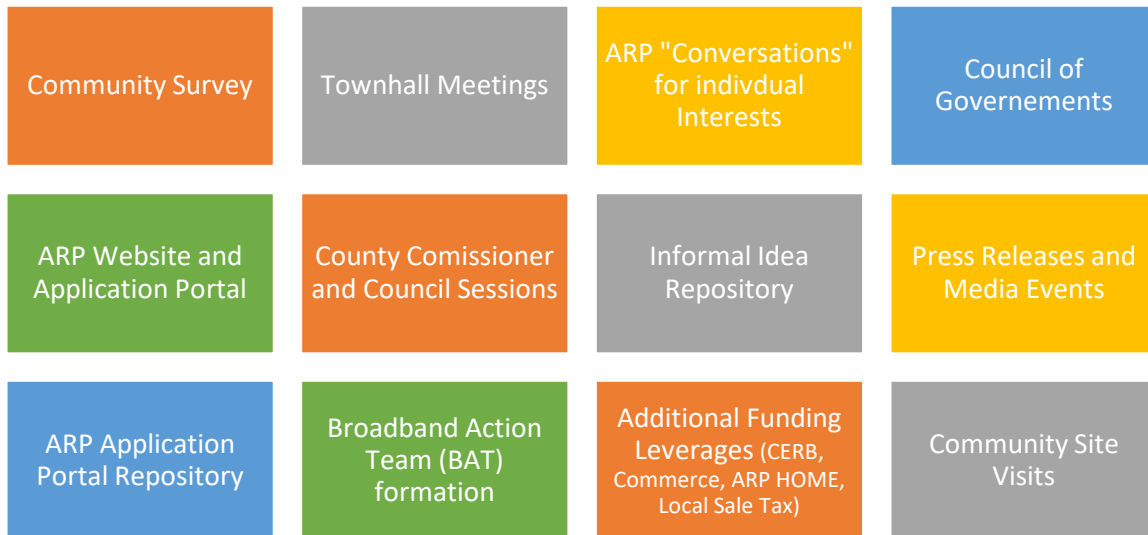 Community Survey
Townhall Meetings
ARP "Conversations"
for indivdual
Interests
Council of
Governements
ARP Website and
Application Portal
County Comissioner
and Council Sessions
Informal Idea
Repository
Press Releases and
Media Events
ARP Application
Portal Repository
Broadband Action
Team (BAT)
formation
Additional Funding
Leverages (CERB,
Commerce, ARP HOME,
Local Sale Tax)
Community Site
Visits